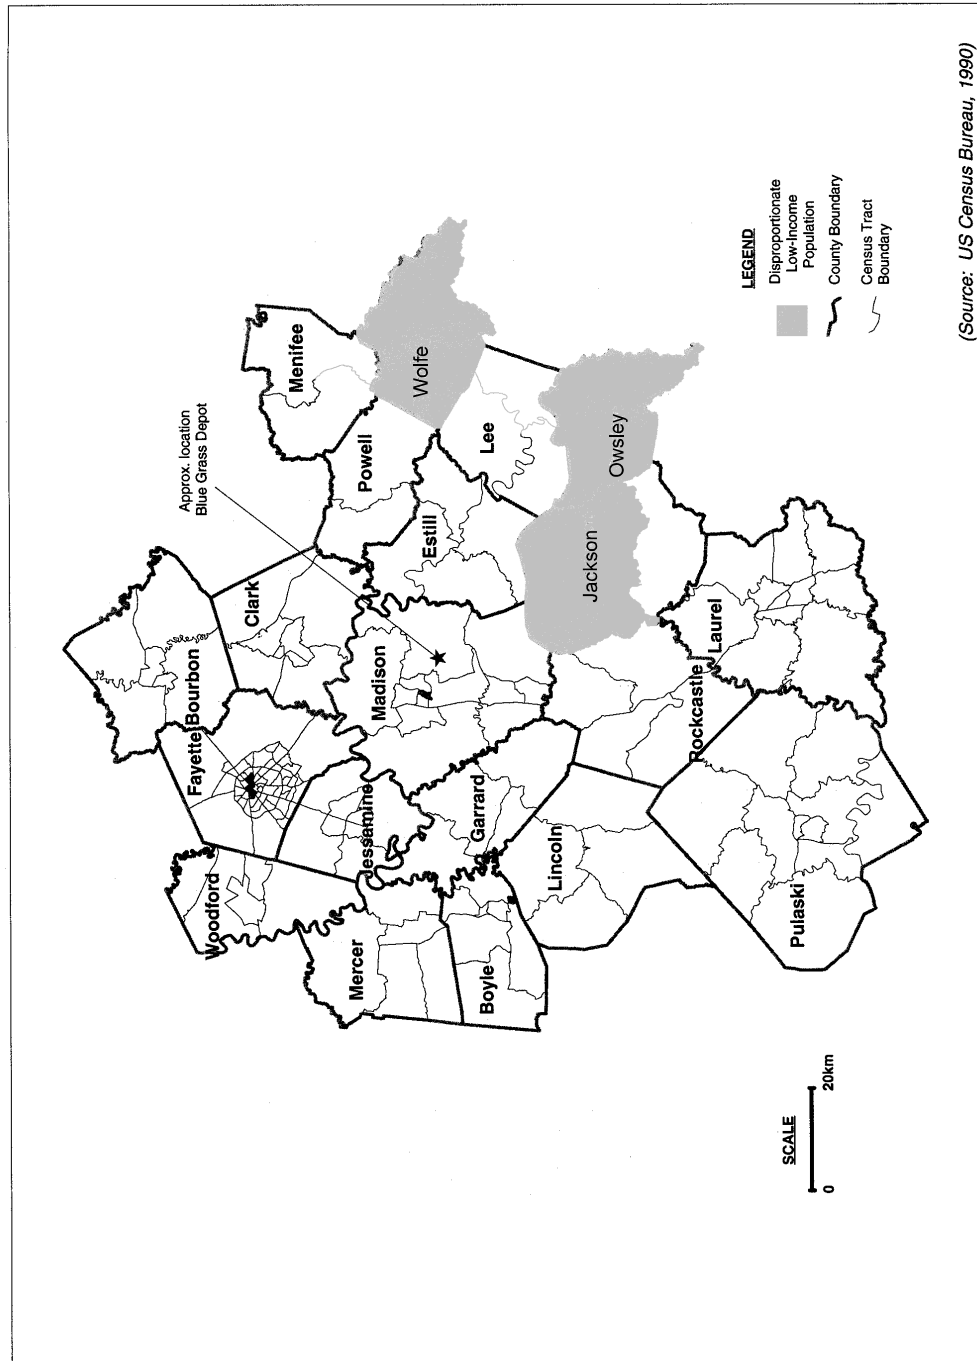 Approx. location
Blue Grass Depot
Menifee
Wolfe
Powell
Lee
Owsley
Estill
Jackson
Clark
Bourbon
Fayette
Madison
Laurel
Rockcastle
Woodford
Jessamine
Garrard
Lincoln
Mercer
Boyle
Pulaski
LEGEND
Disproportionate
Low-Income
Population
County Boundary
Census Tract
Boundary
SCALE
0
20km
(Source: US Census Bureau, 1990)